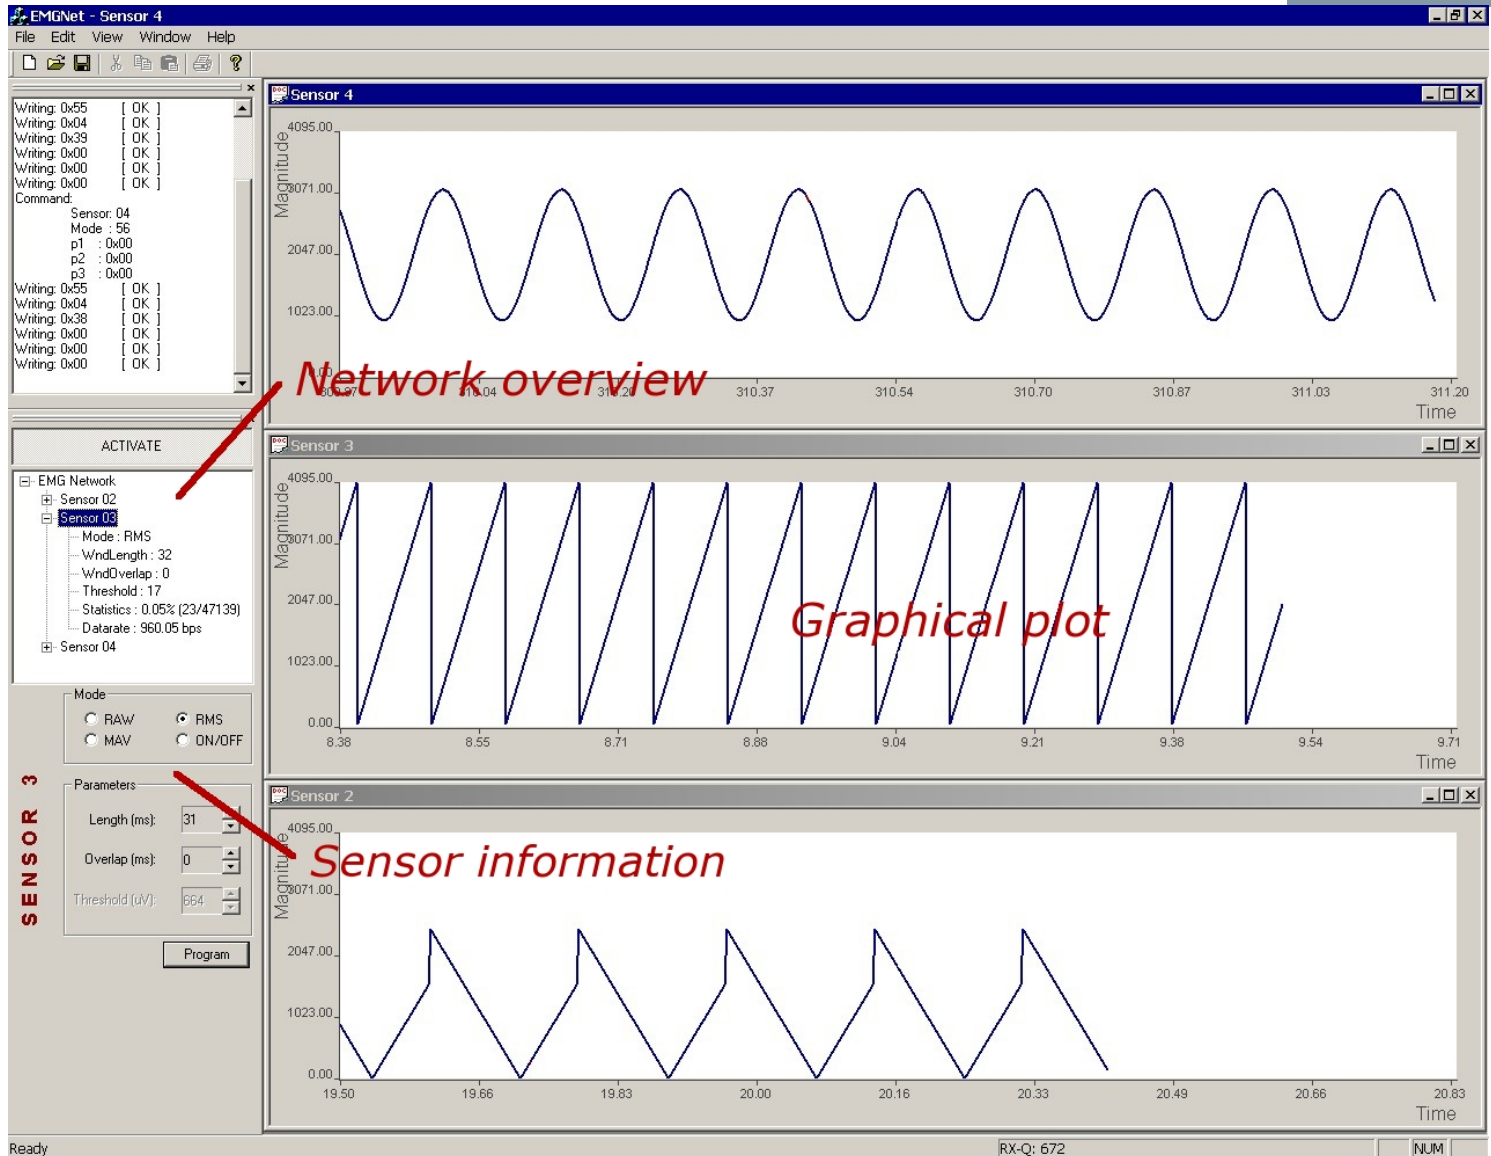 EMGNet - Sensor 4
File Edit View Window Help
Writing: 0x55 [ OK ]
Writing: 0x04 [ OK ]
Writing: 0x39 [ OK ]
Writing: 0x00 [ OK ]
Writing: 0x00 [ OK ]
Writing: 0x00 [ OK ]
Command:
Sensor: 04
Mode : 56
p1 : 0x00
p2 : 0x00
p3 : 0x00
Writing: 0x55 [ OK ]
Writing: 0x04 [ OK ]
Writing: 0x38 [ OK ]
Writing: 0x00 [ OK ]
Writing: 0x00 [ OK ]
Writing: 0x00 [ OK ]
ACTIVATE
EMG Network
Sensor 02
Sensor 03
Mode : RMS
WndLength : 32
WndOverlap : 0
Threshold : 17
Statistics : 0.05% (23/47139)
Datarate : 960.05 bps
Sensor 04
Mode
RAW RMS
MAV ON/OFF
SENSOR 3
Parameters
Length (ms): 31
Overlap (ms): 0
Threshold (uV): 664
Program
Sensor 4
Magnitude
4095.00
3071.00
2047.00
1023.00
Network overview
310.37 310.54 310.70 310.87 311.03 311.20
Time
Sensor 3
Magnitude
4095.00
3071.00
2047.00
1023.00
0.00
Graphical plot
8.38 8.55 8.71 8.88 9.04 9.21 9.38 9.54 9.71
Time
Sensor 2
Magnitude
4095.00
3071.00
2047.00
1023.00
0.00
Sensor information
19.50 19.66 19.83 20.00 20.16 20.33 20.49 20.66 20.83
Time
Ready
RX-Q: 672
NUM